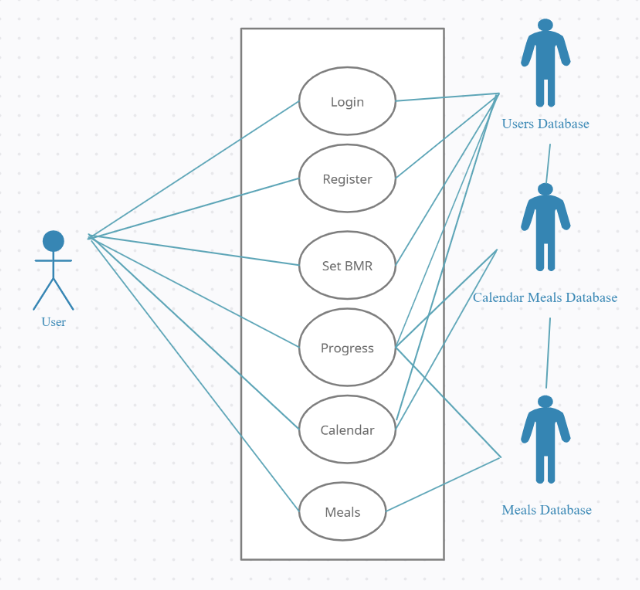 Login
Register
Set BMR
Progress
Calendar
Meals
User
Users Database
Calendar Meals Database
Meals Database